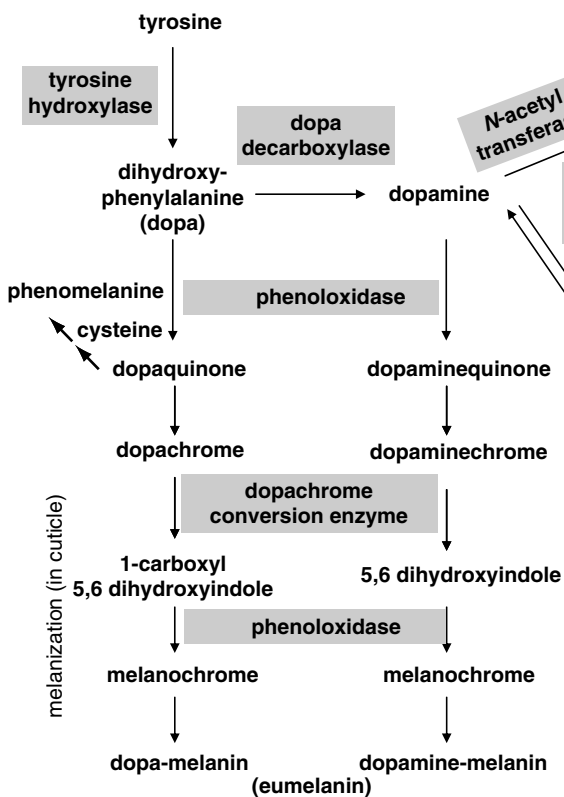 tyrosine
tyrosine
hydroxylase
dopa
decarboxylase
N-acetyl
dihydroxy-
phenylalanine
(dopa)
dopamine
phenomelanine
phenoloxidase
cysteine
dopaquinone
dopaminequinone
dopachrome
dopaminechrome
dopachrome
conversion enzyme
melanization (in cuticle)
1-carboxyl
5,6 dihydroxyindole
5,6 dihydroxyindole
phenoloxidase
melanochrome
melanochrome
dopa-melanin
dopamine-melanin
(eumelanin)